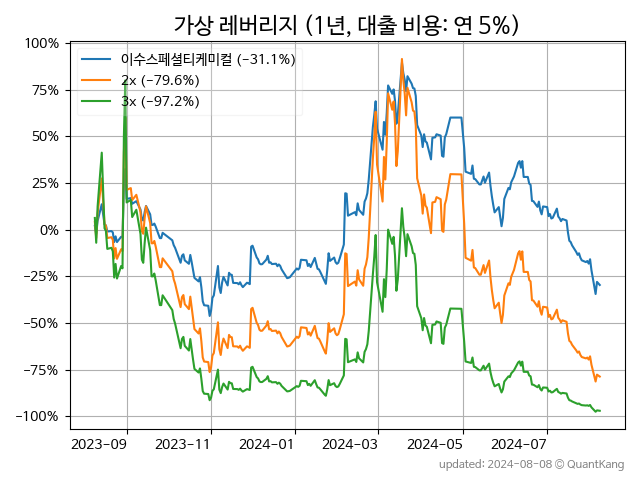 가상 레버리지 (1년, 대출 비용: 연 5%)
이수스페셜티케미컬 (−31.1%)
2x (−79.6%)
3x (−97.2%)
100%
75%
50%
25%
0%
−25%
−50%
−75%
−100%
2023-09 2023-11 2024-01 2024-03 2024-05 2024-07
updated: 2024-08-08 © QuantKang